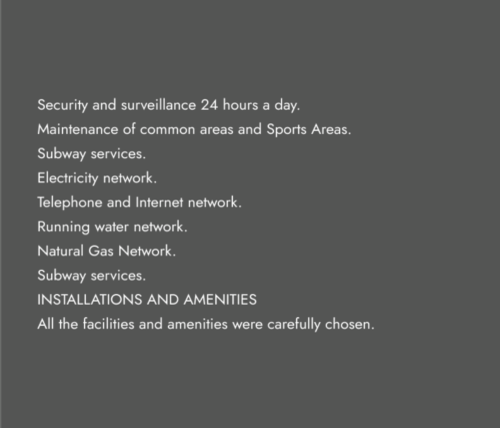 Security and surveillance 24 hours a day.
Maintenance of common areas and Sports Areas.
Subway services.
Electricity network.
Telephone and Internet network.
Running water network.
Natural Gas Network.
Subway services.
INSTALLATIONS AND AMENITIES
All the facilities and amenities were carefully chosen.